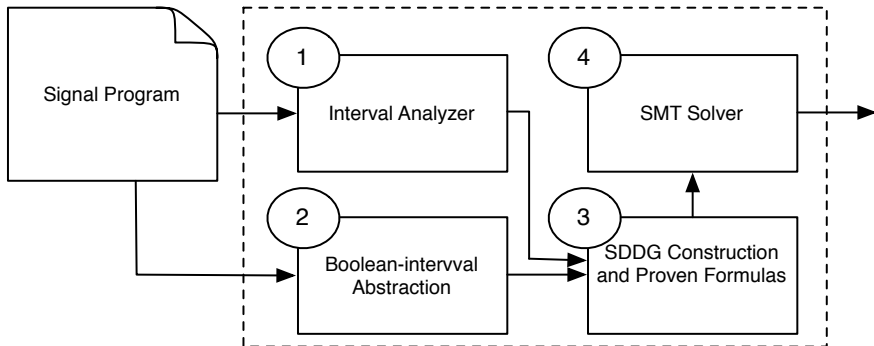 1
4
Signal Program
Interval Analyzer
SMT Solver
2
3
Boolean-intervval
Abstraction
SDDG Construction
and Proven Formulas